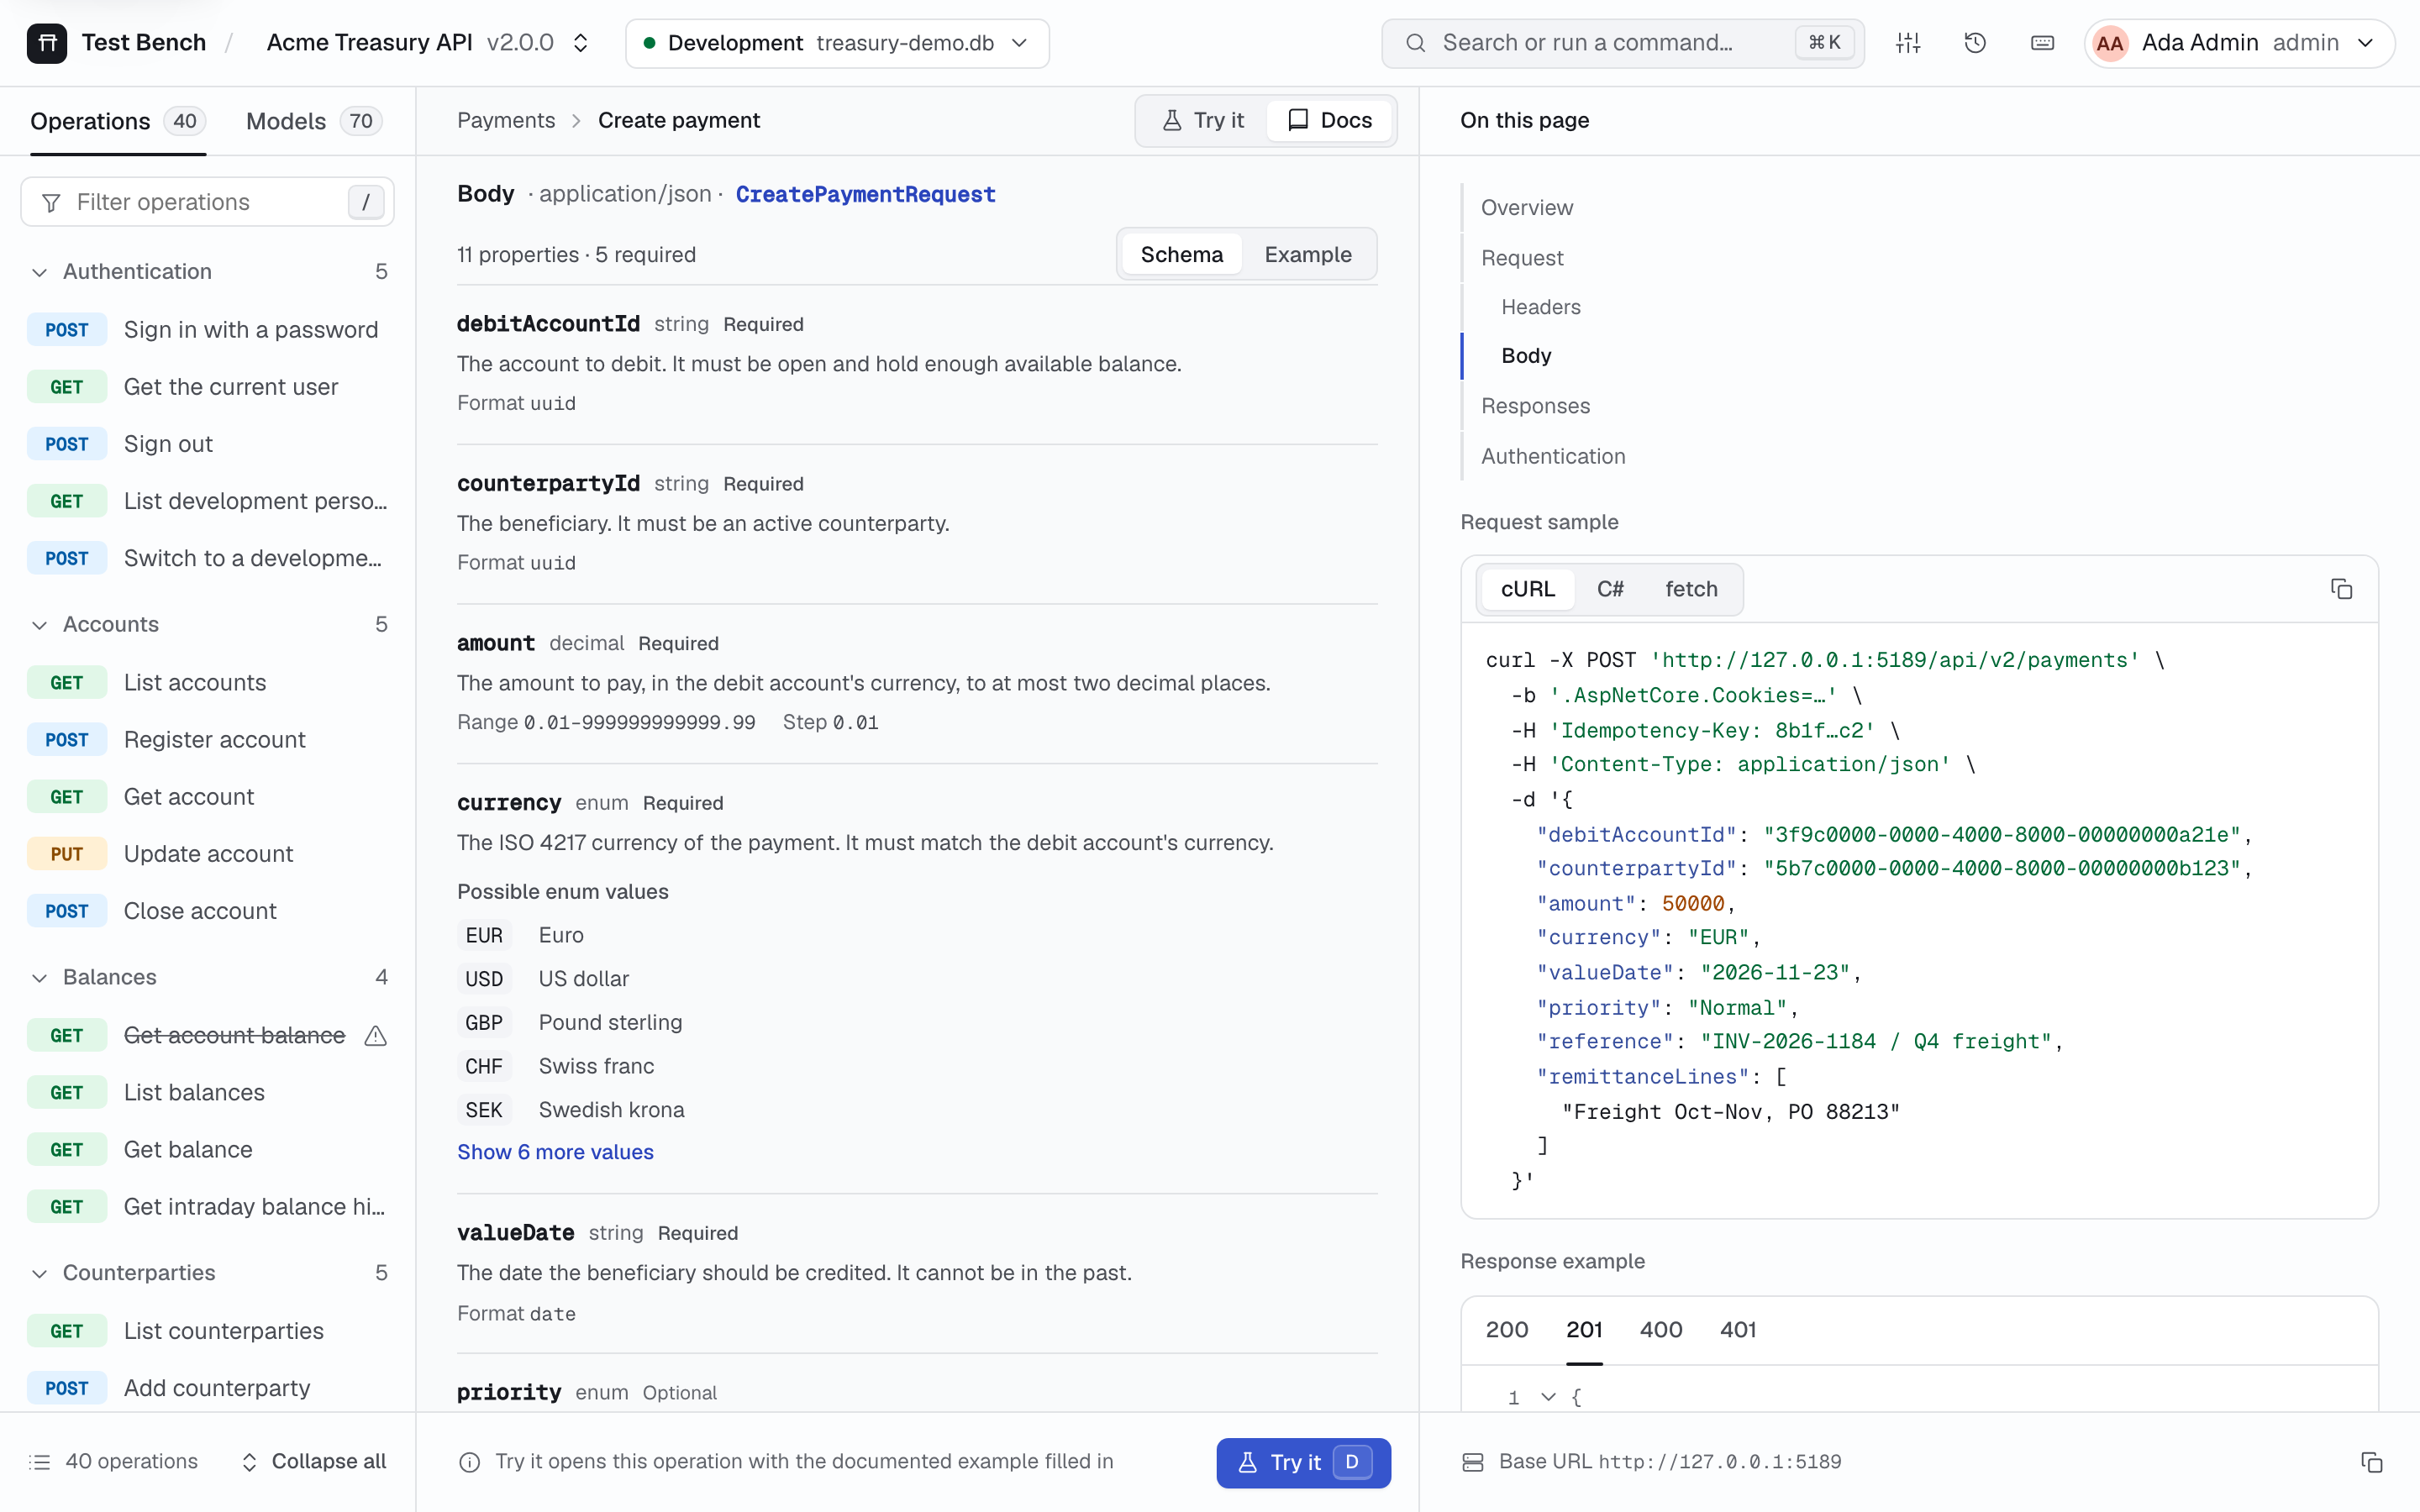 Test Bench / Acme Treasury API v2.0.0
Development treasury-demo.db
Search or run a command... ⌘ K
AA Ada Admin admin
Operations 40 Models 70
Filter operations /
Authentication 5
POST Sign in with a password
GET Get the current user
POST Sign out
GET List development perso...
POST Switch to a developme...
Accounts 5
GET List accounts
POST Register account
GET Get account
PUT Update account
POST Close account
Balances 4
GET Get account balance
GET List balances
GET Get balance
GET Get intraday balance hi...
Counterparties 5
GET List counterparties
POST Add counterparty
40 operations Collapse all
Payments > Create payment
Try it Docs
Body · application/json · CreatePaymentRequest
11 properties · 5 required
Schema Example
debitAccountId string Required
The account to debit. It must be open and hold enough available balance.
Format uuid
counterpartyId string Required
The beneficiary. It must be an active counterparty.
Format uuid
amount decimal Required
The amount to pay, in the debit account's currency, to at most two decimal places.
Range 0.01–999999999999.99 Step 0.01
currency enum Required
The ISO 4217 currency of the payment. It must match the debit account's currency.
Possible enum values
EUR Euro
USD US dollar
GBP Pound sterling
CHF Swiss franc
SEK Swedish krona
Show 6 more values
valueDate string Required
The date the beneficiary should be credited. It cannot be in the past.
Format date
priority enum Optional
Try it opens this operation with the documented example filled in
Try it D
On this page
Overview
Request
Headers
Body
Responses
Authentication
Request sample
cURL C# fetch
curl -X POST 'http://127.0.0.1:5189/api/v2/payments' \
-b '.AspNetCore.Cookies=…' \
-H 'Idempotency-Key: 8b1f…c2' \
-H 'Content-Type: application/json' \
-d '{
"debitAccountId": "3f9c0000-0000-4000-8000-00000000a21e",
"counterpartyId": "5b7c0000-0000-4000-8000-00000000b123",
"amount": 50000,
"currency": "EUR",
"valueDate": "2026-11-23",
"priority": "Normal",
"reference": "INV-2026-1184 / Q4 freight",
"remittanceLines": [
"Freight Oct–Nov, PO 88213"
]
}'
Response example
200 201 400 401
1 {
Base URL http://127.0.0.1:5189